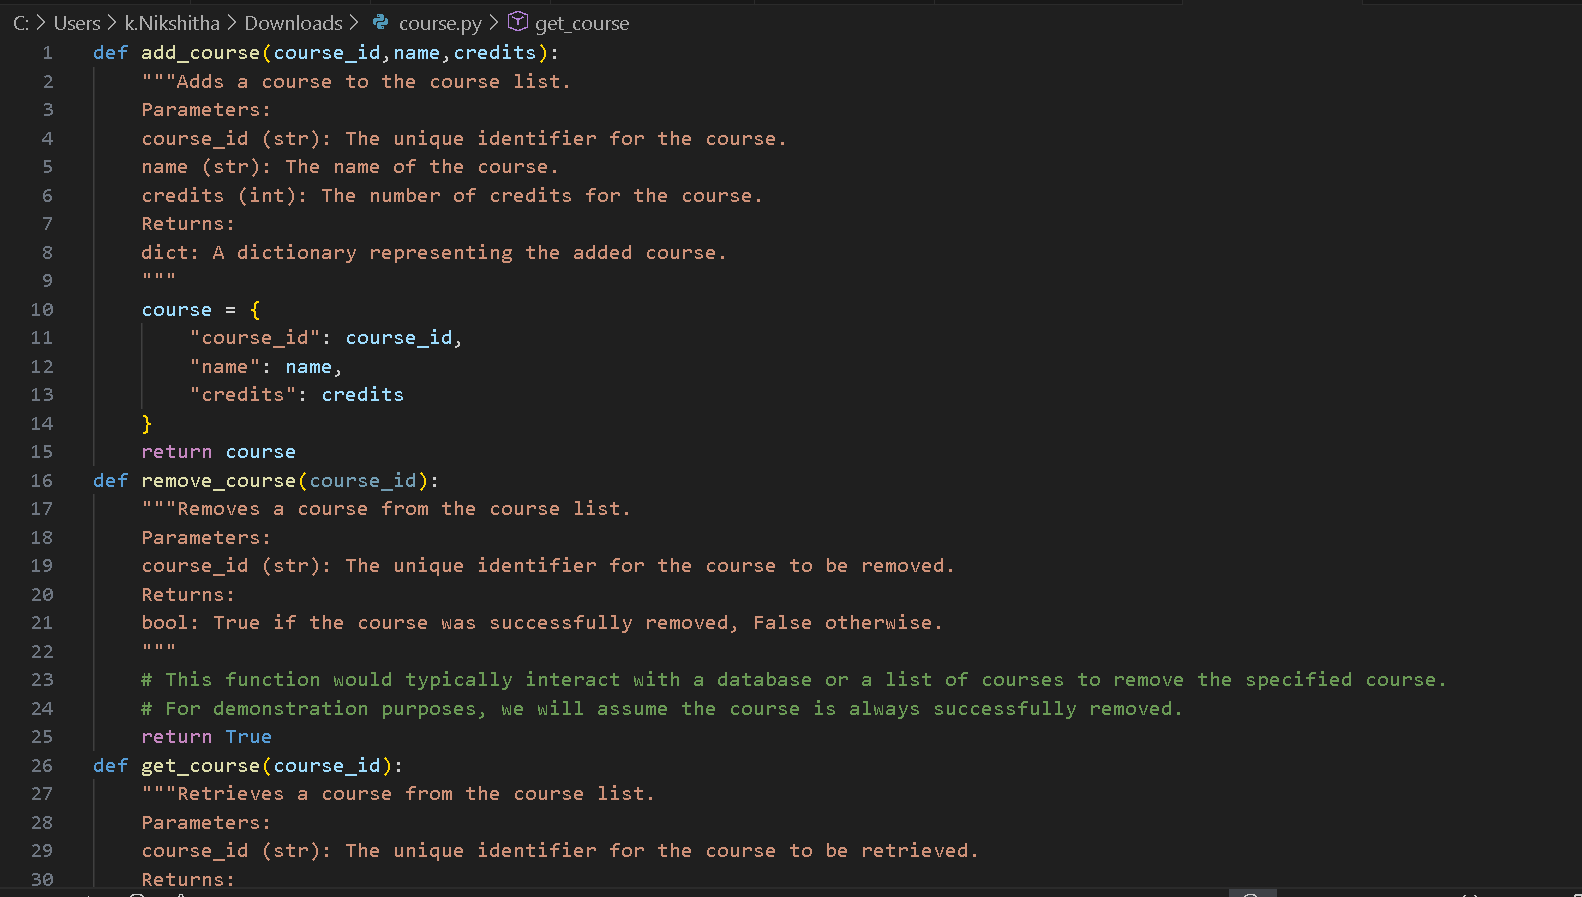 C: > Users > k.Nikshitha > Downloads > course.py > get_course
1 def add_course(course_id,name,credits):
2     """Adds a course to the course list.
3     Parameters:
4     course_id (str): The unique identifier for the course.
5     name (str): The name of the course.
6     credits (int): The number of credits for the course.
7     Returns:
8     dict: A dictionary representing the added course.
9     """
10     course = {
11         "course_id": course_id,
12         "name": name,
13         "credits": credits
14     }
15     return course
16 def remove_course(course_id):
17     """Removes a course from the course list.
18     Parameters:
19     course_id (str): The unique identifier for the course to be removed.
20     Returns:
21     bool: True if the course was successfully removed, False otherwise.
22     """
23     # This function would typically interact with a database or a list of courses to remove the specified course.
24     # For demonstration purposes, we will assume the course is always successfully removed.
25     return True
26 def get_course(course_id):
27     """Retrieves a course from the course list.
28     Parameters:
29     course_id (str): The unique identifier for the course to be retrieved.
30     Returns: